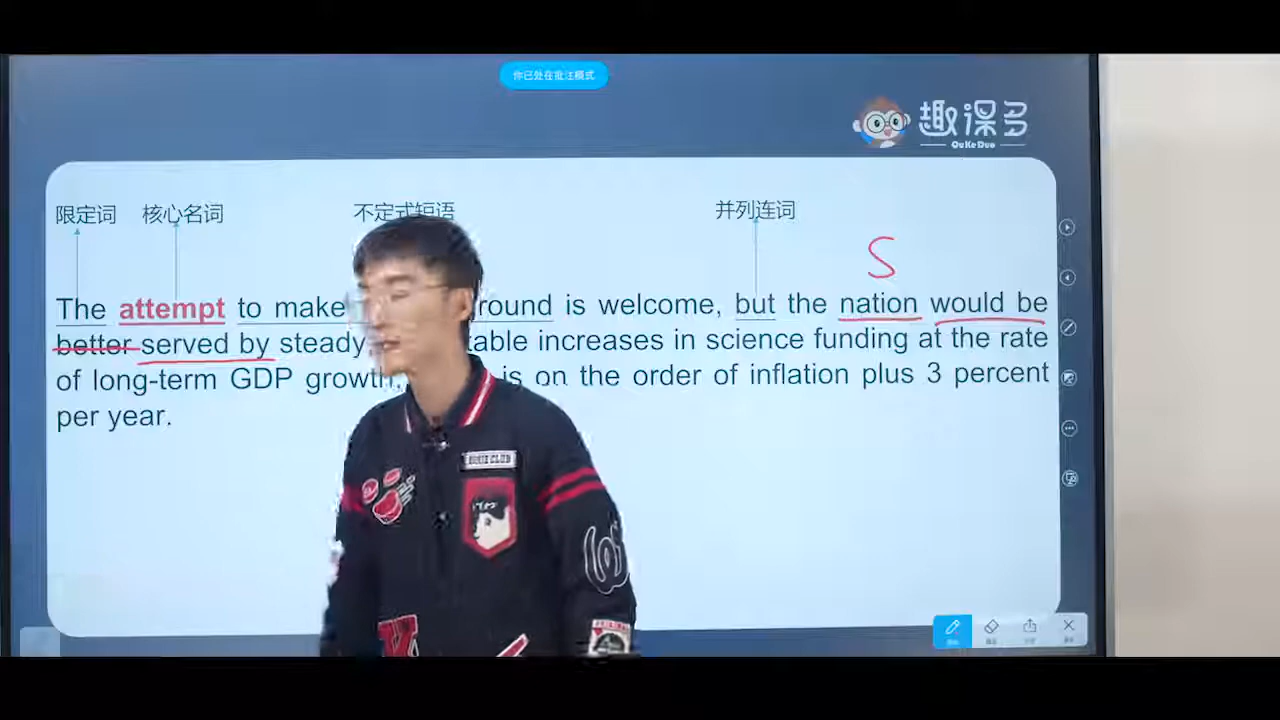 你已处在批注模式
趣课多
QuKeDuo
限定词 核心名词 不定式短语 并列连词
S
The attempt to make round is welcome, but the nation would be
better served by steady table increases in science funding at the rate
of long-term GDP growth, is on the order of inflation plus 3 percent
per year.